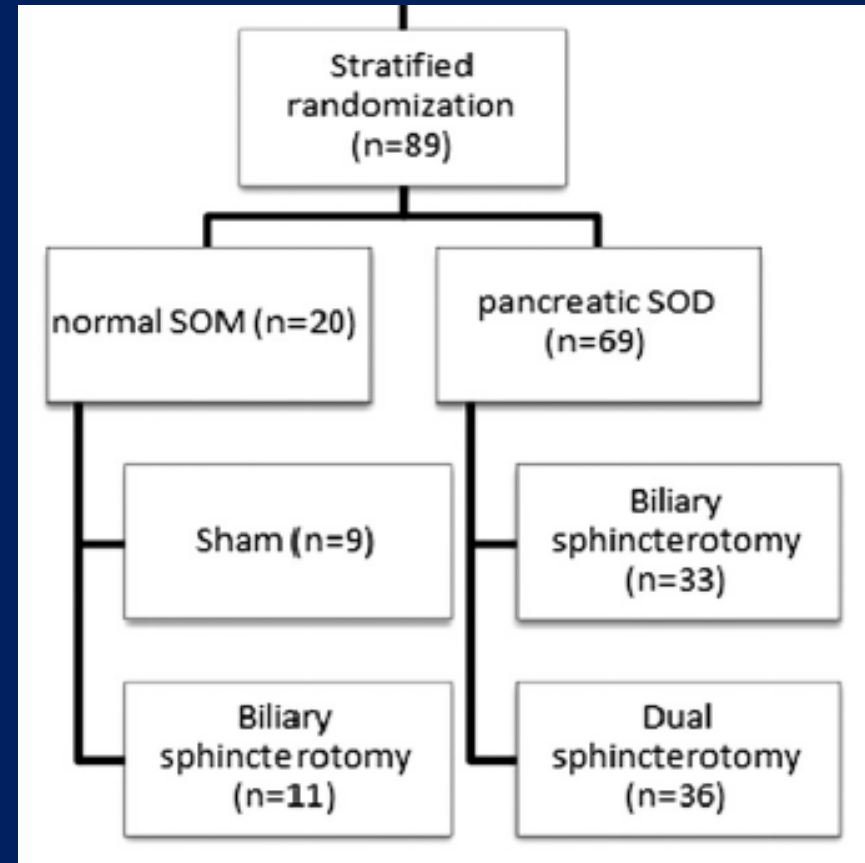 Stratified
randomization
(n=89)
normal SOM (n=20)
pancreatic SOD
(n=69)
Sham (n=9)
Biliary
sphincterotomy
(n=11)
Biliary
sphincterotomy
(n=33)
Dual
sphincterotomy
(n=36)